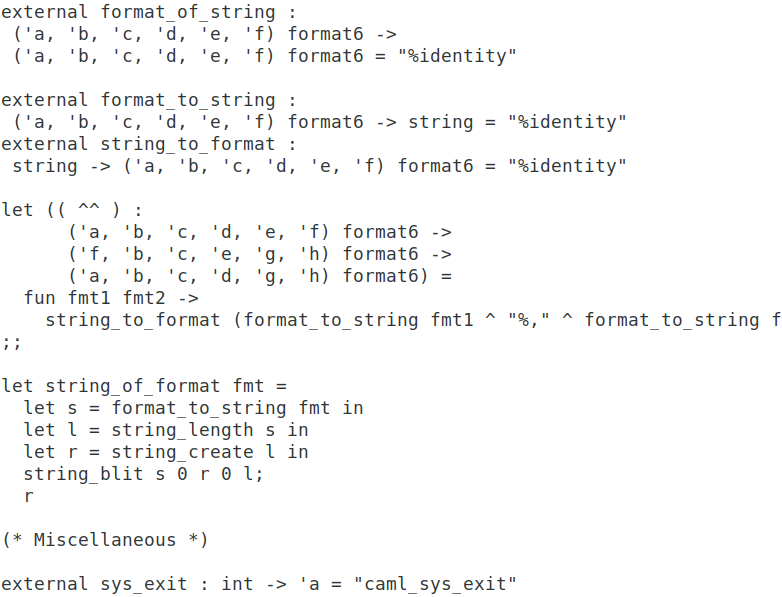 external format_of_string :
 ('a, 'b, 'c, 'd, 'e, 'f) format6 ->
 ('a, 'b, 'c, 'd, 'e, 'f) format6 = "%identity"

external format_to_string :
 ('a, 'b, 'c, 'd, 'e, 'f) format6 -> string = "%identity"
external string_to_format :
 string -> ('a, 'b, 'c, 'd, 'e, 'f) format6 = "%identity"

let (( ^^ ) :
      ('a, 'b, 'c, 'd, 'e, 'f) format6 ->
      ('f, 'b, 'c, 'e, 'g, 'h) format6 ->
      ('a, 'b, 'c, 'd, 'g, 'h) format6) =
  fun fmt1 fmt2 ->
    string_to_format (format_to_string fmt1 ^ "%," ^ format_to_string f
;;

let string_of_format fmt =
  let s = format_to_string fmt in
  let l = string_length s in
  let r = string_create l in
  string_blit s 0 r 0 l;
  r

(* Miscellaneous *)

external sys_exit : int -> 'a = "caml_sys_exit"